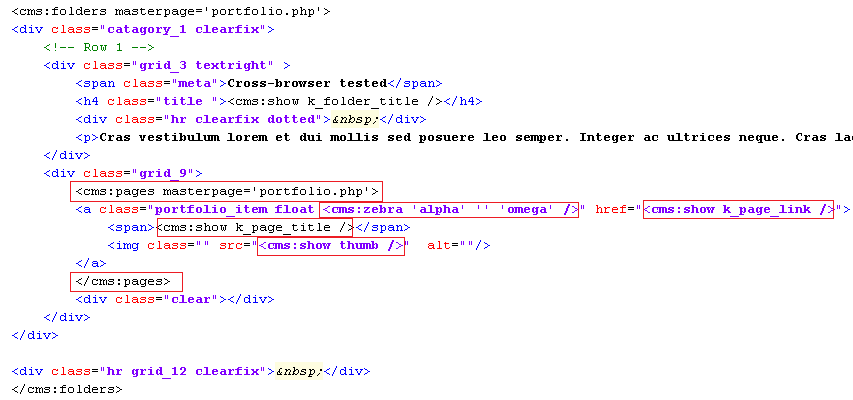 <cms:folders masterpage='portfolio.php'>
<div class="catagory_1 clearfix">
<!-- Row 1 -->
<div class="grid_3 textright" >
<span class="meta">Cross-browser tested</span>
<h4 class="title "><cms:show k_folder_title /></h4>
<div class="hr clearfix dotted">&nbsp;</div>
<p>Cras vestibulum lorem et dui mollis sed posuere leo semper. Integer ac ultrices neque. Cras lac
</div>
<div class="grid_9">
<cms:pages masterpage='portfolio.php'>
<a class="portfolio_item float <cms:zebra 'alpha' '' 'omega' />" href="<cms:show k_page_link />">
<span><cms:show k_page_title /></span>
<img class="" src="<cms:show thumb />"  alt=""/>
</a>
</cms:pages>
<div class="clear"></div>
</div>
</div>
<div class="hr grid_12 clearfix">&nbsp;</div>
</cms:folders>